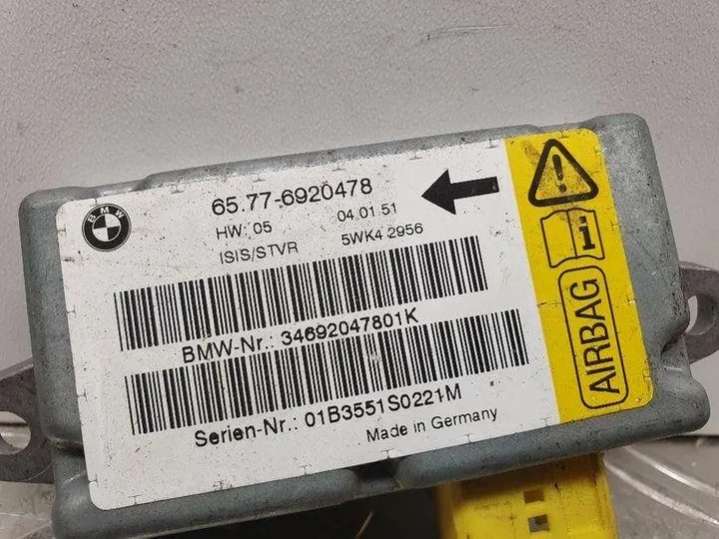 BMW
65.77-6920478
HW: 05 04.01.51
ISIS/STVR 5WK4 2956
BMW-Nr.: 34692047801K
Serien-Nr.: 01B3551S0221M
Made in Germany
! i
AIRBAG